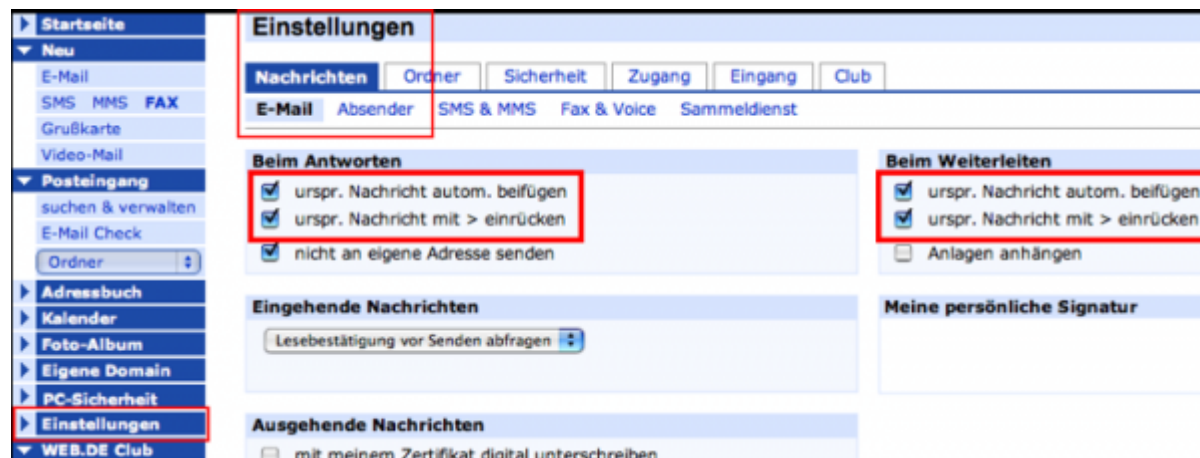 Startseite
Neu
E-Mail
SMS MMS FAX
Grußkarte
Video-Mail
Posteingang
suchen & verwalten
E-Mail Check
Ordner
Adressbuch
Kalender
Foto-Album
Eigene Domain
PC-Sicherheit
Einstellungen
WEB.DE Club
Einstellungen
Nachrichten Ordner Sicherheit Zugang Eingang Club
E-Mail Absender SMS & MMS Fax & Voice Sammeldienst
Beim Antworten
urspr. Nachricht autom. beifügen
urspr. Nachricht mit > einrücken
nicht an eigene Adresse senden
Beim Weiterleiten
urspr. Nachricht autom. beifügen
urspr. Nachricht mit > einrücken
Anlagen anhängen
Eingehende Nachrichten
Lesebestätigung vor Senden abfragen
Meine persönliche Signatur
Ausgehende Nachrichten
mit meinem Zertifikat digital unterschreiben